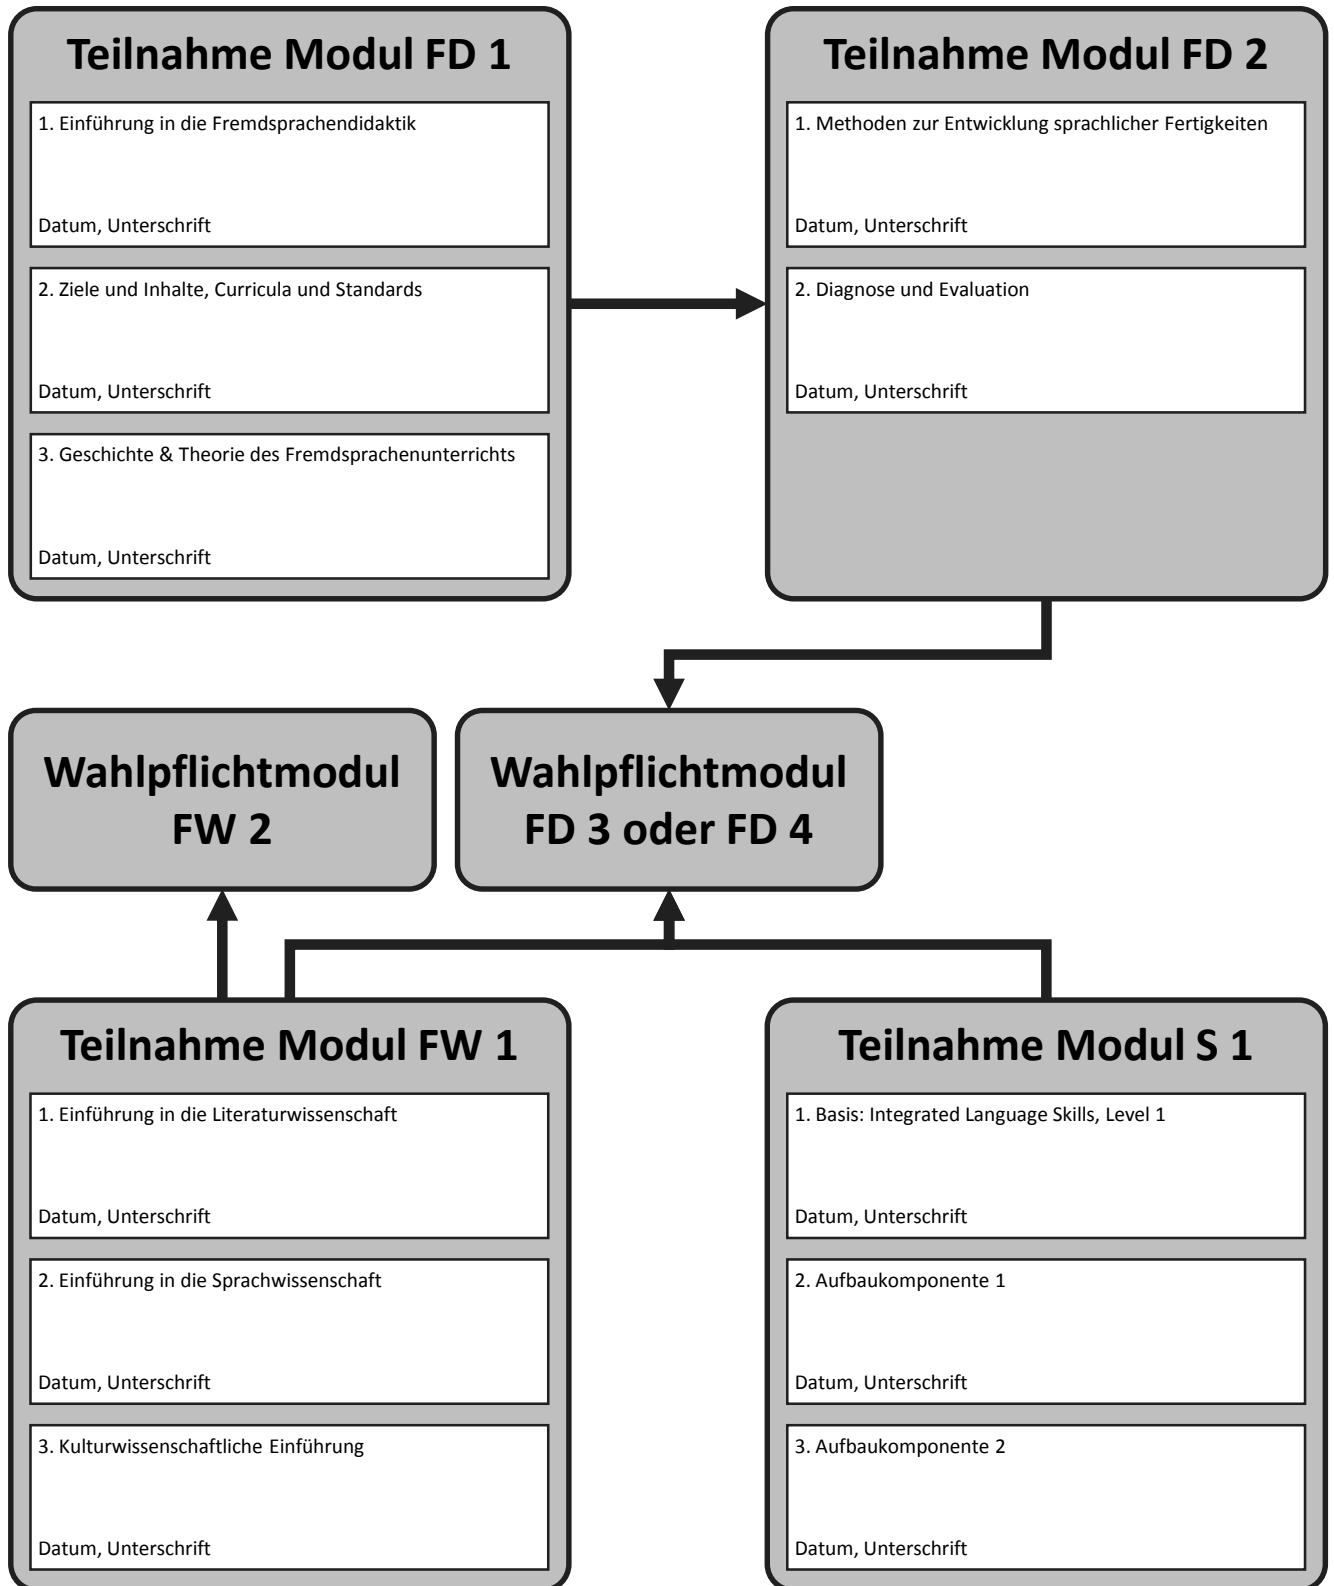 Teilnahme Modul FD 1
1. Einführung in die Fremdsprachendidaktik
Datum, Unterschrift
2. Ziele und Inhalte, Curricula und Standards
Datum, Unterschrift
3. Geschichte & Theorie des Fremdsprachenunterrichts
Datum, Unterschrift
Teilnahme Modul FD 2
1. Methoden zur Entwicklung sprachlicher Fertigkeiten
Datum, Unterschrift
2. Diagnose und Evaluation
Datum, Unterschrift
Wahlpflichtmodul
FW 2
Wahlpflichtmodul
FD 3 oder FD 4
Teilnahme Modul FW 1
1. Einführung in die Literaturwissenschaft
Datum, Unterschrift
2. Einführung in die Sprachwissenschaft
Datum, Unterschrift
3. Kulturwissenschaftliche Einführung
Datum, Unterschrift
Teilnahme Modul S 1
1. Basis: Integrated Language Skills, Level 1
Datum, Unterschrift
2. Aufbaukomponente 1
Datum, Unterschrift
3. Aufbaukomponente 2
Datum, Unterschrift